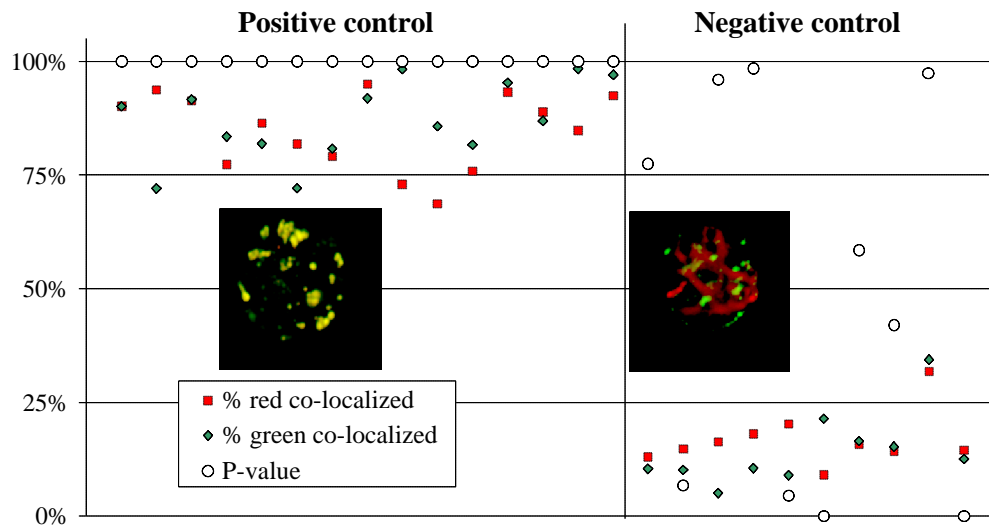 Positive control Negative control
100%
75%
50%
25%
0%
% red co-localized
% green co-localized
P-value